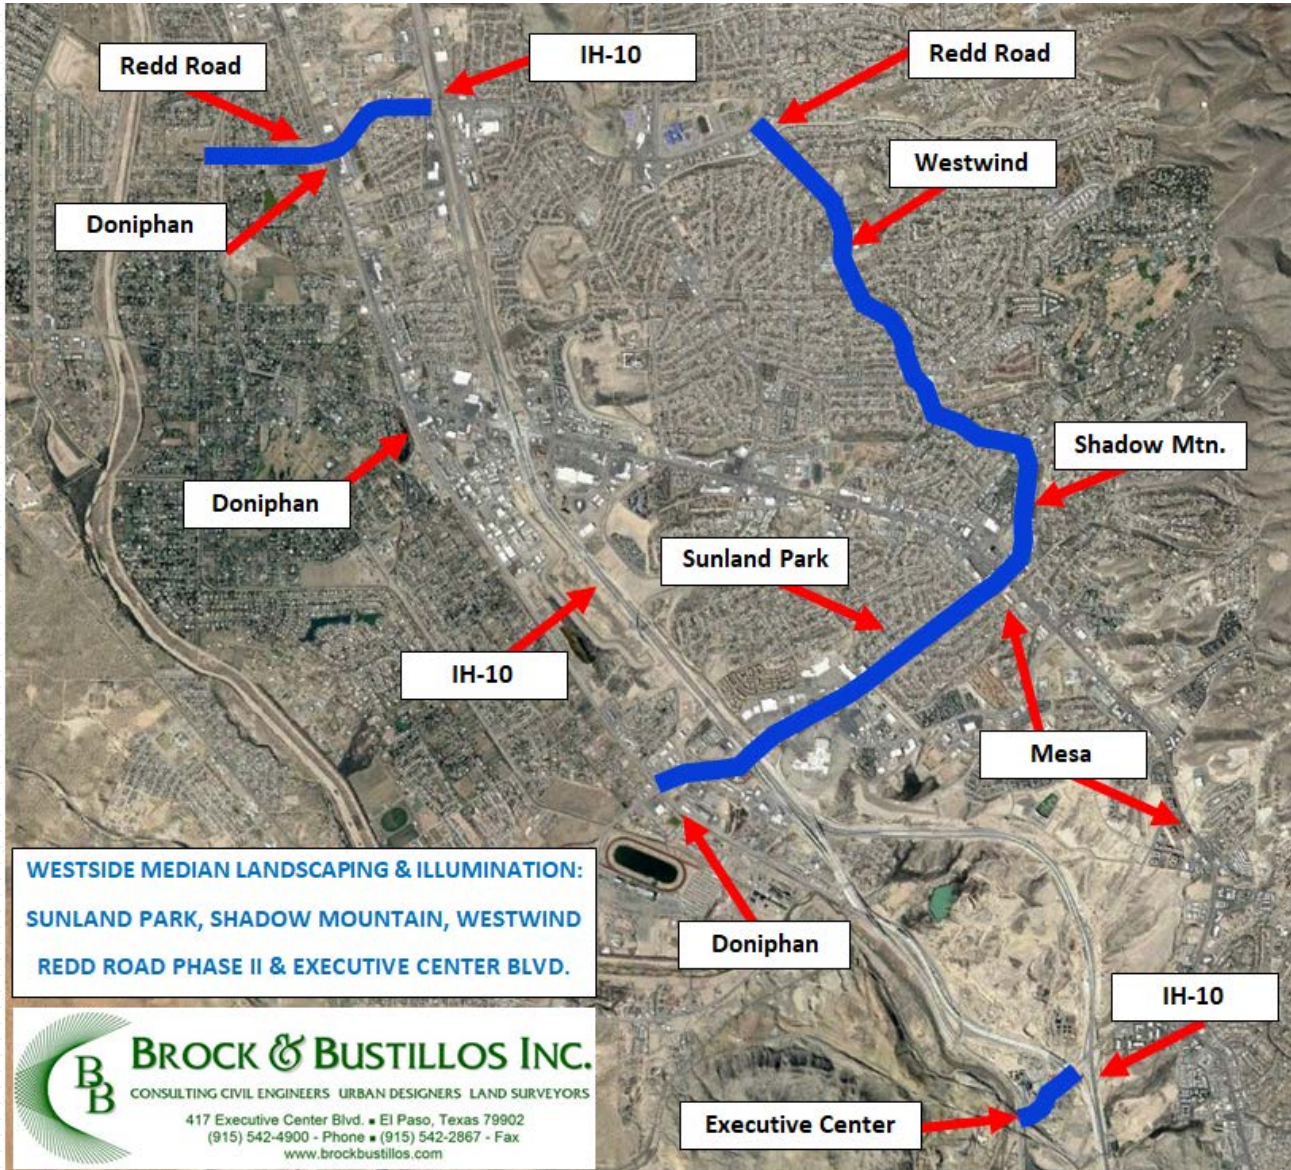 Redd Road
IH-10
Redd Road
Westwind
Doniphan
Shadow Mtn.
Doniphan
Sunland Park
IH-10
Mesa
WESTSIDE MEDIAN LANDSCAPING & ILLUMINATION:
SUNLAND PARK, SHADOW MOUNTAIN, WESTWIND
REDD ROAD PHASE II & EXECUTIVE CENTER BLVD.
Doniphan
IH-10
Executive Center
BB
BROCK & BUSTILLOS INC.
CONSULTING CIVIL ENGINEERS URBAN DESIGNERS LAND SURVEYORS
417 Executive Center Blvd. ▪ El Paso, Texas 79902
(915) 542-4900 - Phone ▪ (915) 542-2867 - Fax
www.brockbustillos.com